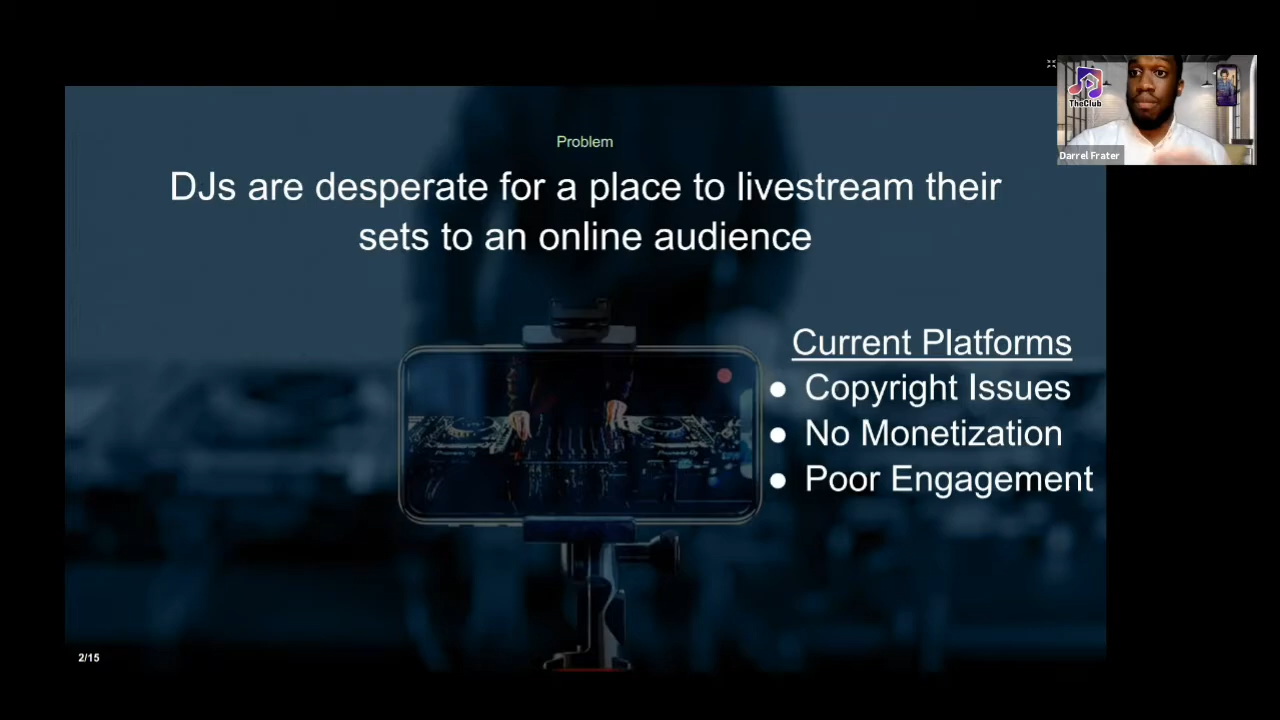 Problem
DJs are desperate for a place to livestream their
sets to an online audience
TheClub
Darrel Frater
Current Platforms
● Copyright Issues
● No Monetization
● Poor Engagement
2/15